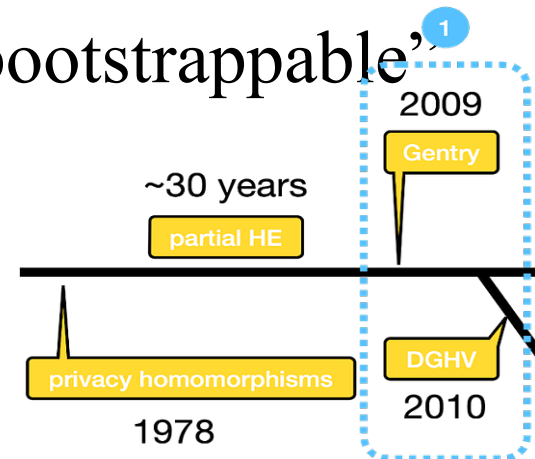 bootstrappable”
1
2009
Gentry
~30 years
partial HE
privacy homomorphisms
1978
DGHV
2010